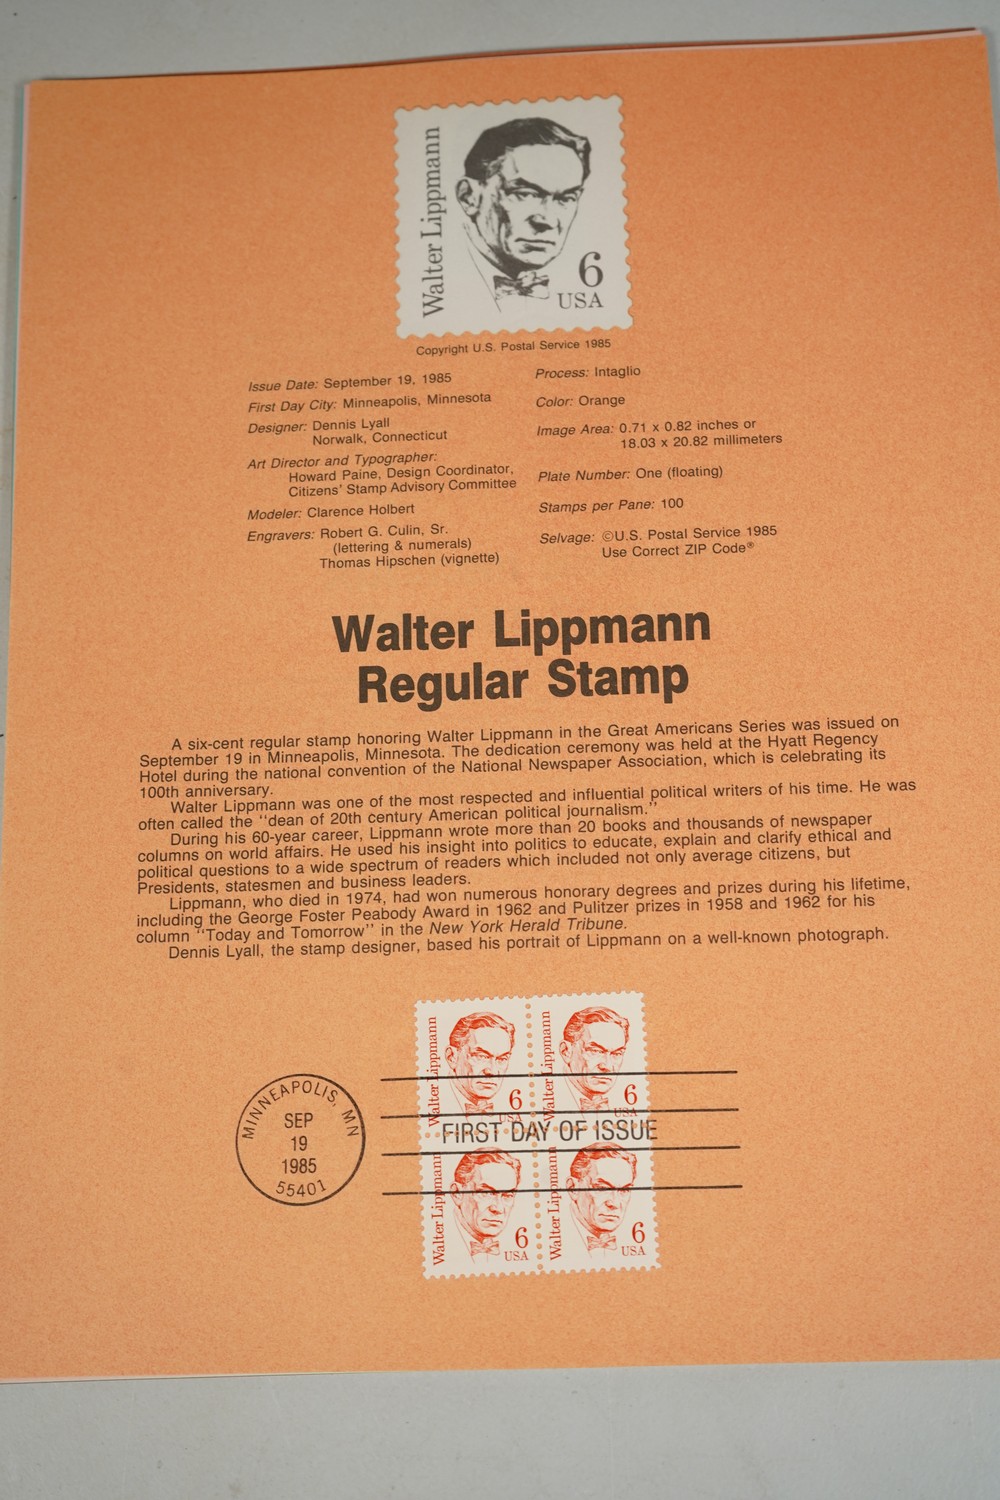 Walter Lippmann
6
USA
Copyright U.S. Postal Service 1985
Issue Date: September 19, 1985
First Day City: Minneapolis, Minnesota
Designer: Dennis Lyall
Norwalk, Connecticut
Art Director and Typographer:
Howard Paine, Design Coordinator,
Citizens' Stamp Advisory Committee
Modeler: Clarence Holbert
Engravers: Robert G. Culin, Sr.
(lettering & numerals)
Thomas Hipschen (vignette)
Process: Intaglio
Color: Orange
Image Area: 0.71 x 0.82 inches or
18.03 x 20.82 millimeters
Plate Number: One (floating)
Stamps per Pane: 100
Selvage: ©U.S. Postal Service 1985
Use Correct ZIP Code®
Walter Lippmann
Regular Stamp
A six-cent regular stamp honoring Walter Lippmann in the Great Americans Series was issued on
September 19 in Minneapolis, Minnesota. The dedication ceremony was held at the Hyatt Regency
Hotel during the national convention of the National Newspaper Association, which is celebrating its
100th anniversary.
Walter Lippmann was one of the most respected and influential political writers of his time. He was
often called the "dean of 20th century American political journalism."
During his 60-year career, Lippmann wrote more than 20 books and thousands of newspaper
columns on world affairs. He used his insight into politics to educate, explain and clarify ethical and
political questions to a wide spectrum of readers which included not only average citizens, but
Presidents, statesmen and business leaders.
Lippmann, who died in 1974, had won numerous honorary degrees and prizes during his lifetime,
including the George Foster Peabody Award in 1962 and Pulitzer prizes in 1958 and 1962 for his
column "Today and Tomorrow" in the New York Herald Tribune.
Dennis Lyall, the stamp designer, based his portrait of Lippmann on a well-known photograph.
MINNEAPOLIS, MN
SEP
19
1985
55401
Walter Lippmann
6
USA
Walter Lippmann
6
USA
FIRST DAY OF ISSUE
Walter Lippmann
6
USA
Walter Lippmann
6
USA